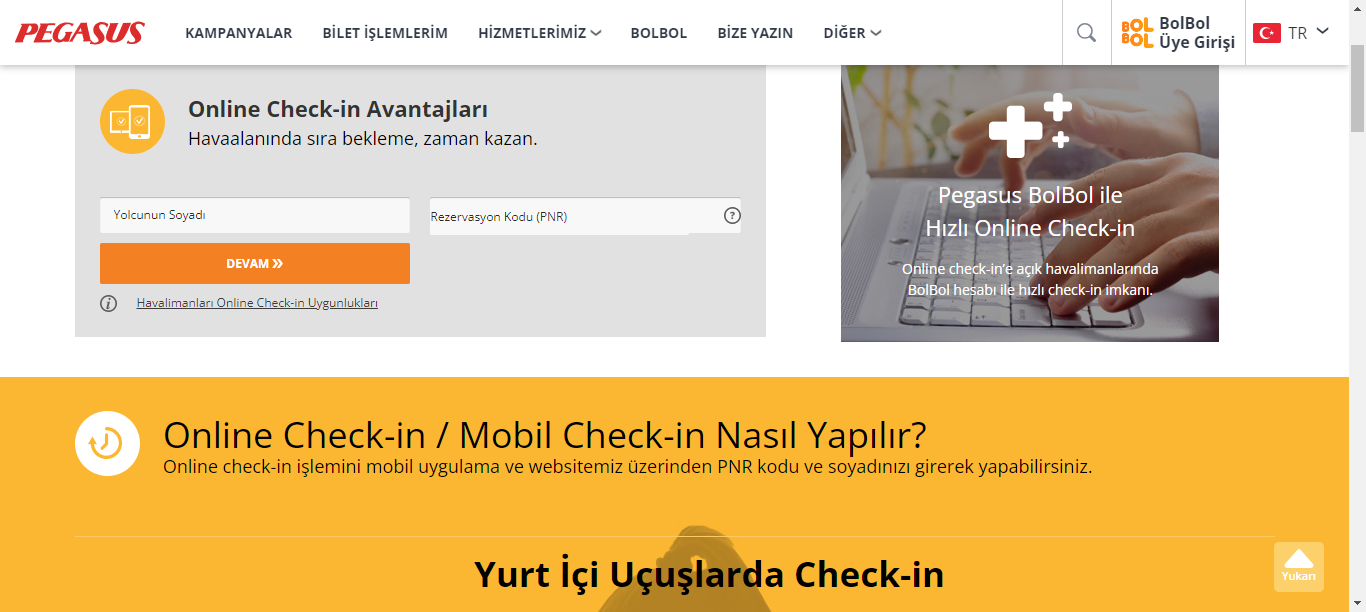 PEGASUS
KAMPANYALAR
BİLET İŞLEMLERİM
HİZMETLERİMİZ
BOLBOL
BİZE YAZIN
DİĞER
BOL
BOL
BolBol
Üye Girişi
TR
Online Check-in Avantajları
Havaalanında sıra bekleme, zaman kazan.
Yolcunun Soyadı
Rezervasyon Kodu (PNR)
?
DEVAM »
i
Havalimanları Online Check-in Uygunlukları
Pegasus BolBol ile
Hızlı Online Check-in
Online check-in'e açık havalimanlarında
BolBol hesabı ile hızlı check-in imkanı.
Online Check-in / Mobil Check-in Nasıl Yapılır?
Online check-in işlemini mobil uygulama ve websitemiz üzerinden PNR kodu ve soyadınızı girerek yapabilirsiniz.
Yurt İçi Uçuşlarda Check-in
Yukarı